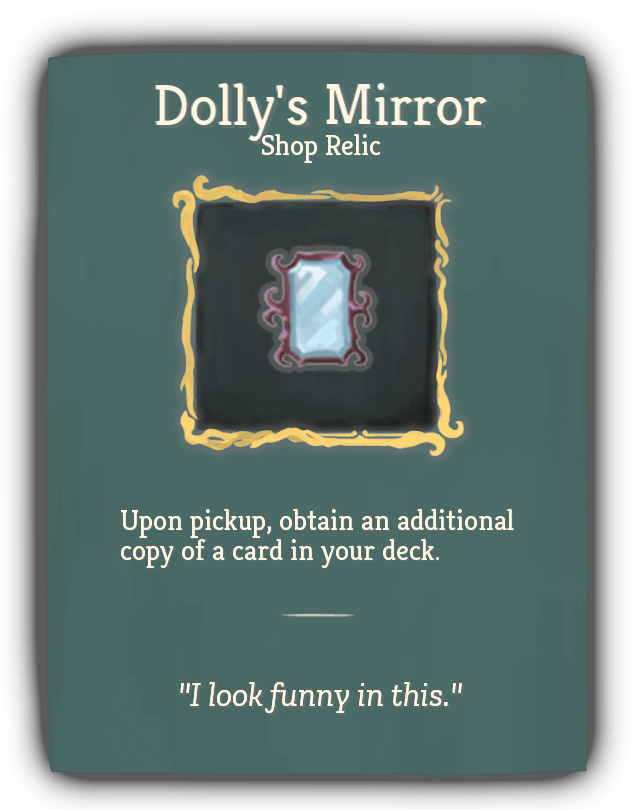 Dolly's Mirror
Shop Relic
Upon pickup, obtain an additional
copy of a card in your deck.
"I look funny in this."